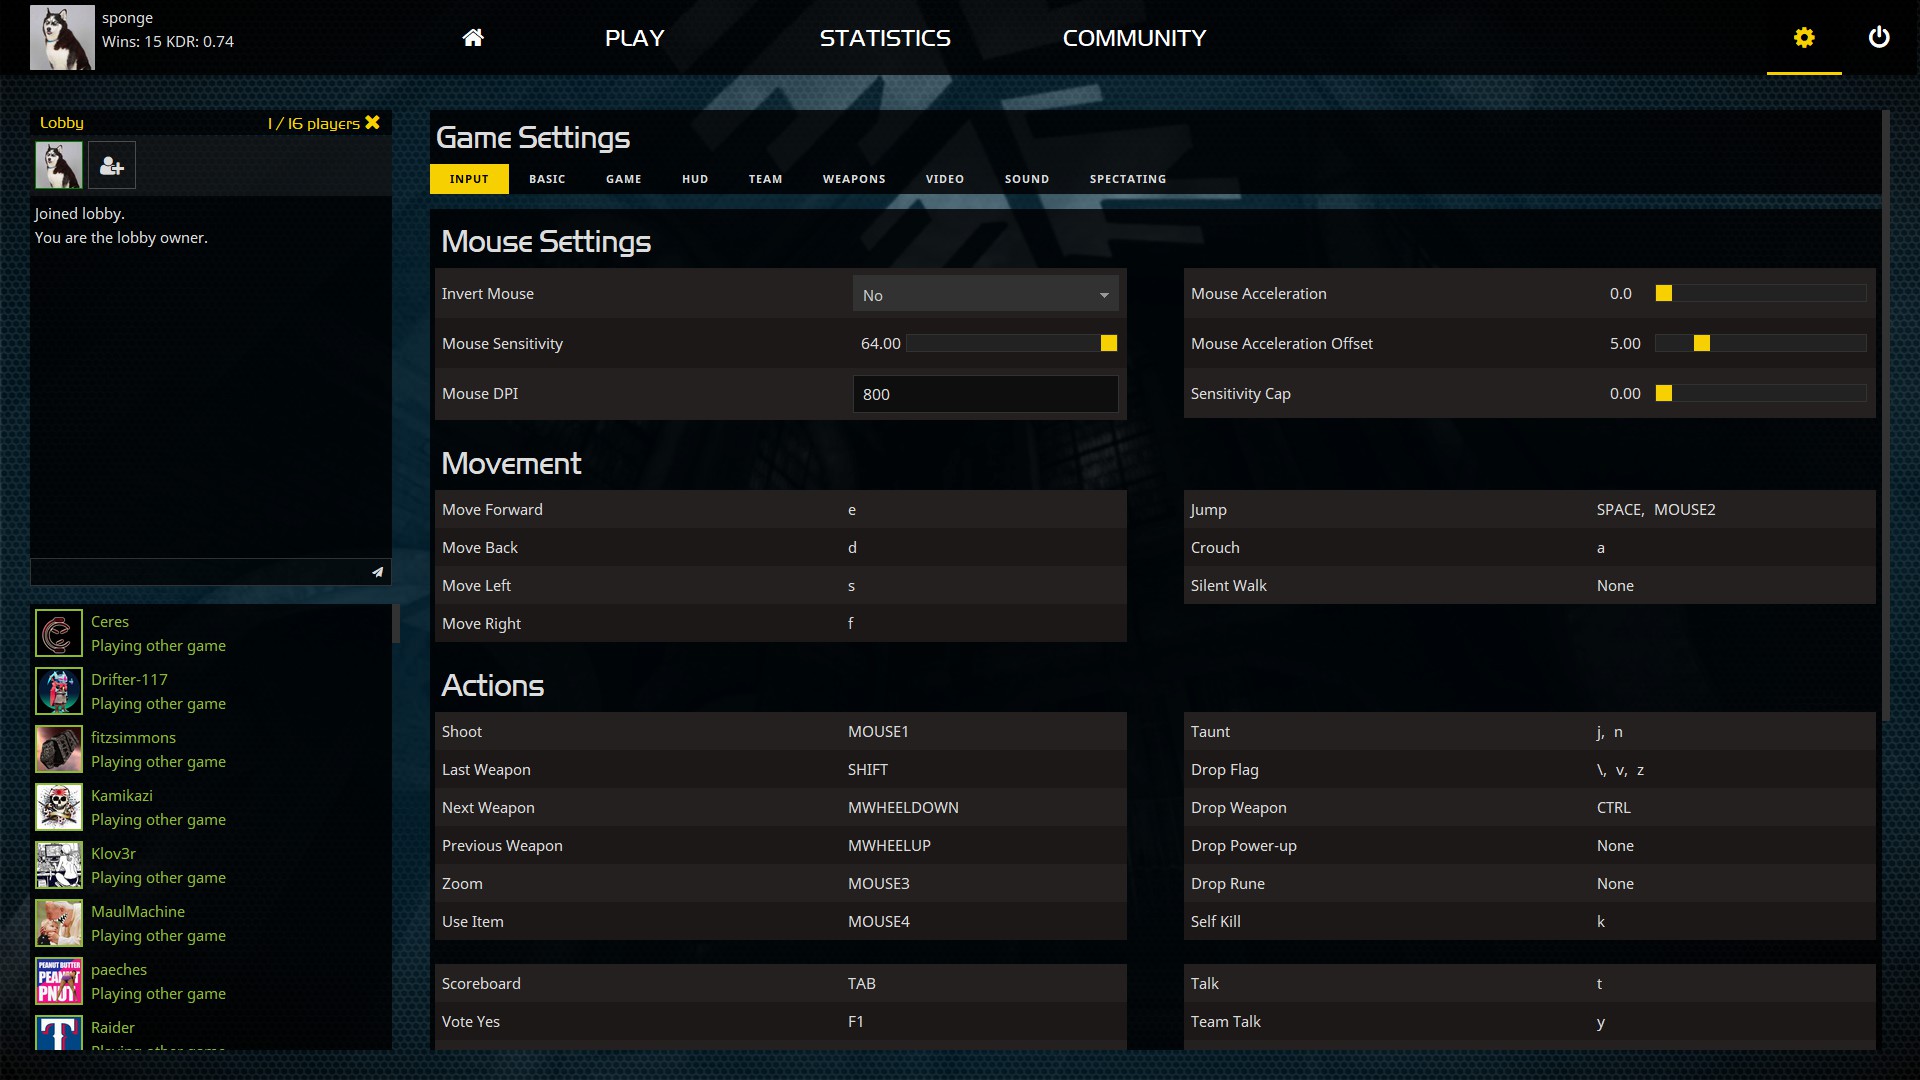 sponge
Wins: 15 KDR: 0.74
PLAY
STATISTICS
COMMUNITY
Lobby
1 / 16 players
Joined lobby.
You are the lobby owner.
Ceres
Playing other game
Drifter-117
Playing other game
fitzsimmons
Playing other game
Kamikazi
Playing other game
Klov3r
Playing other game
MaulMachine
Playing other game
PEANUT BUTTER
paeches
Playing other game
Raider
Playing other game
Game Settings
INPUT BASIC GAME HUD TEAM WEAPONS VIDEO SOUND SPECTATING
Mouse Settings
Invert Mouse No
Mouse Sensitivity 64.00
Mouse DPI 800
Mouse Acceleration 0.0
Mouse Acceleration Offset 5.00
Sensitivity Cap 0.00
Movement
Move Forward e
Move Back d
Move Left s
Move Right f
Jump SPACE, MOUSE2
Crouch a
Silent Walk None
Actions
Shoot MOUSE1
Last Weapon SHIFT
Next Weapon MWHEELDOWN
Previous Weapon MWHEELUP
Zoom MOUSE3
Use Item MOUSE4
Taunt j, n
Drop Flag \, v, z
Drop Weapon CTRL
Drop Power-up None
Drop Rune None
Self Kill k
Scoreboard TAB
Vote Yes F1
Talk t
Team Talk y